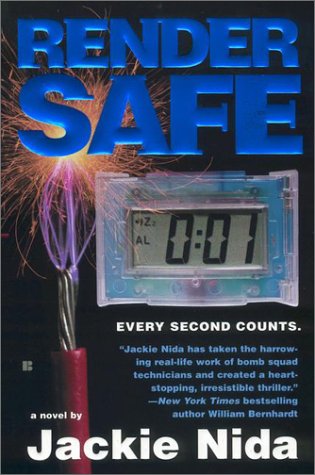 RENDER
SAFE
Zz
AL
0:01
EVERY SECOND COUNTS.
"Jackie Nida has taken the harrow-
ing real-life work of bomb squad
technicians and created a heart-
stopping, irresistible thriller."
—New York Times bestselling
author William Bernhardt
B
a novel by
Jackie Nida